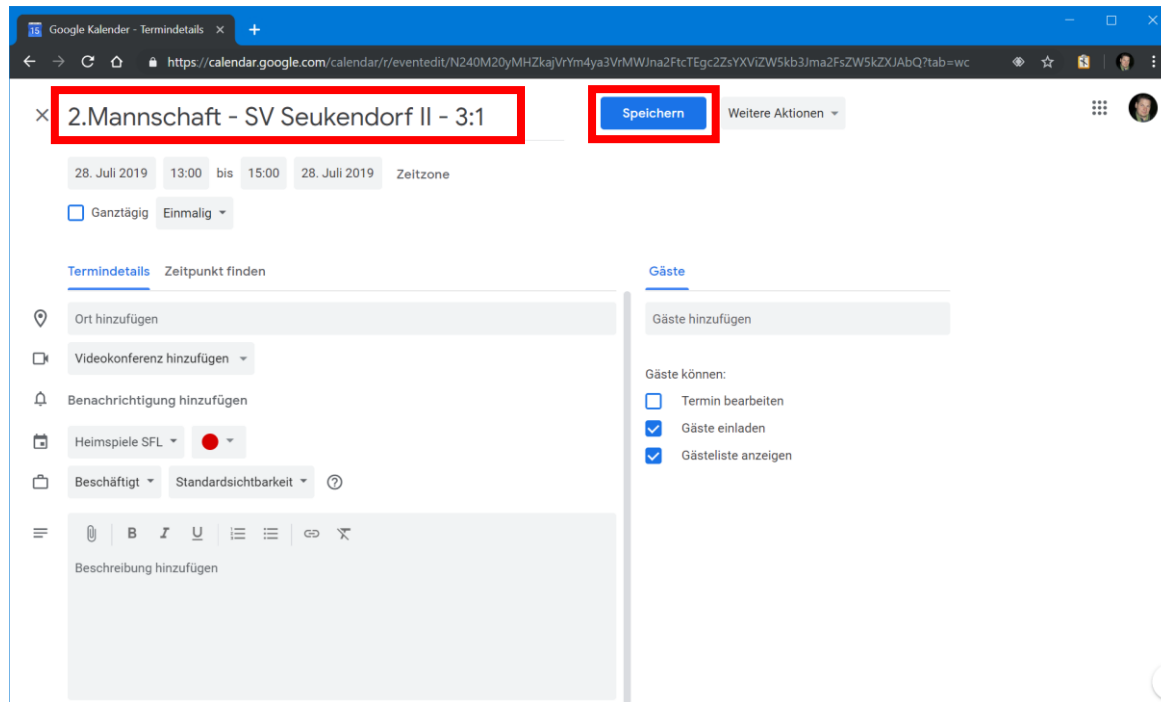 15 Google Kalender - Termindetails
https://calendar.google.com/calendar/r/eventedit/N240M20yMHZkajVrYm4ya3VrMWJna2FtcTEgc2ZsYXViZW5kb3Jma2FsZW5kZXJAbQ?tab=wc
2.Mannschaft - SV Seukendorf II - 3:1
Speichern
Weitere Aktionen
28. Juli 2019 13:00 bis 15:00 28. Juli 2019 Zeitzone
Ganztägig Einmalig
Termindetails Zeitpunkt finden
Gäste
Ort hinzufügen
Gäste hinzufügen
Videokonferenz hinzufügen
Gäste können:
Benachrichtigung hinzufügen
Termin bearbeiten
Gäste einladen
Heimspiele SFL
Gästeliste anzeigen
Beschäftigt Standardsichtbarkeit ?
B I U
Beschreibung hinzufügen